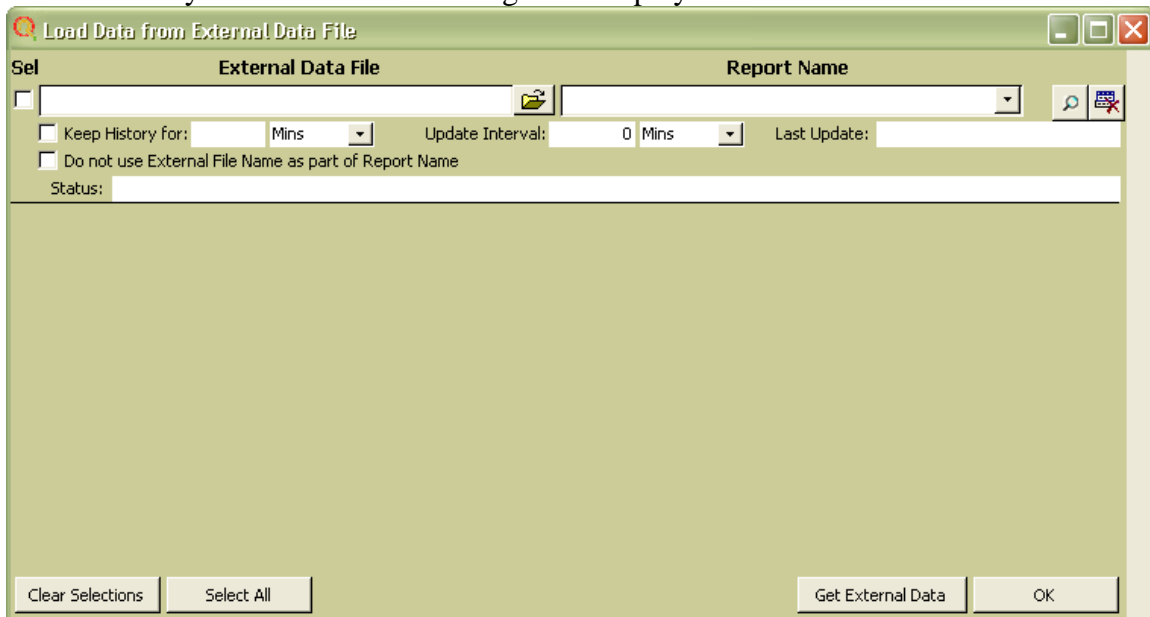 Load Data from External Data File
Sel External Data File Report Name
Keep History for: Mins Update Interval: 0 Mins Last Update:
Do not use External File Name as part of Report Name
Status:
Clear Selections Select All Get External Data OK